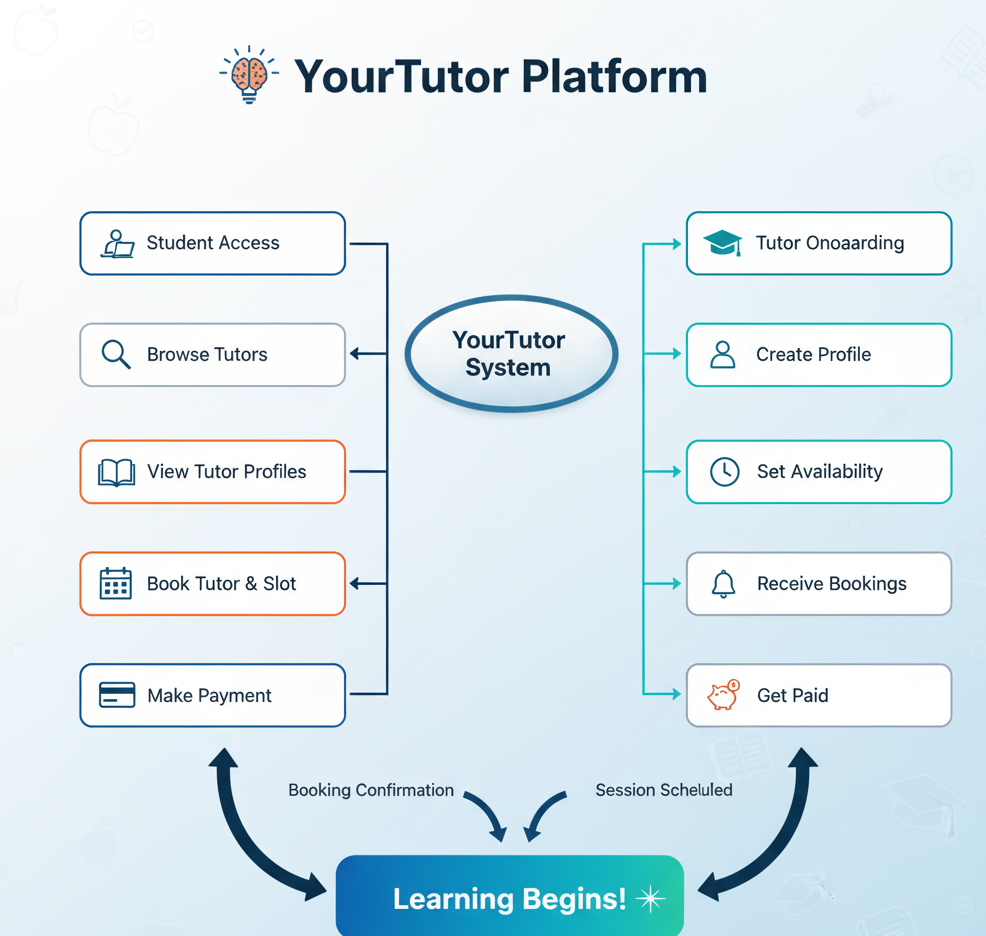 YourTutor Platform
Student Access
Browse Tutors
View Tutor Profiles
Book Tutor & Slot
Make Payment
YourTutor
System
Tutor Onoaarding
Create Profile
Set Availability
Receive Bookings
Get Paid
Booking Confirmation
Session Scheluled
Learning Begins!